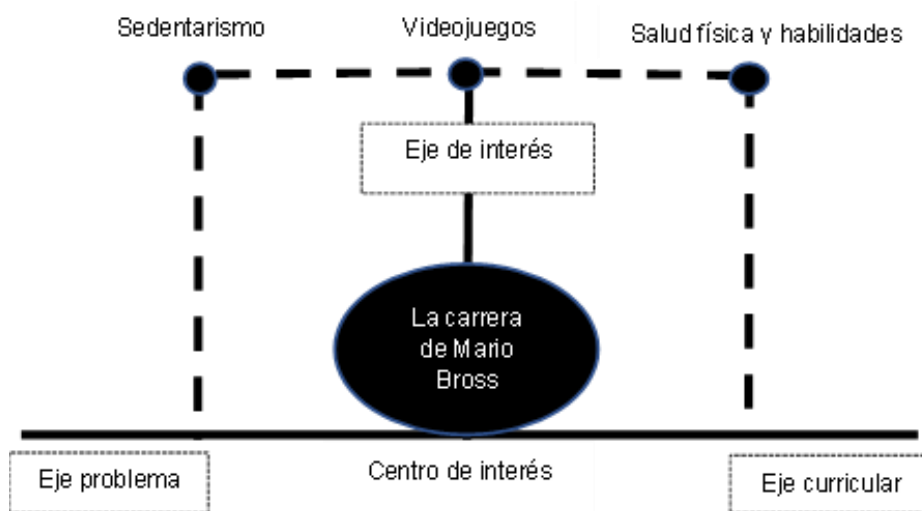 Sedentarismo
Videojuegos
Salud física y habilidades
Eje de interés
La carrera
de Mario
Bross
Eje problema
Centro de interés
Eje curricular